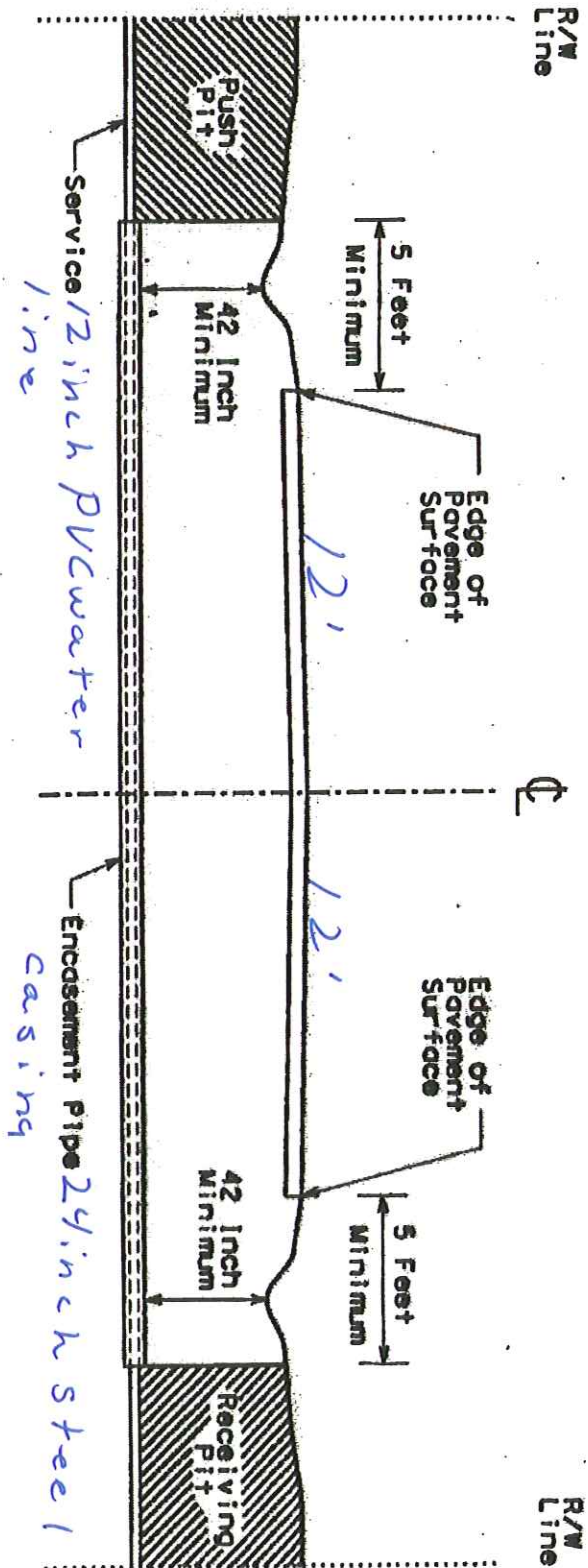 R/W
Line
R/W
Line
℄
5 Feet
Minimum
Edge of
Pavement
Surface
Edge of
Pavement
Surface
5 Feet
Minimum
12'
12'
Push
Pit
42 Inch
Minimum
42 Inch
Minimum
Receiving
Pit
Service 12 inch PVC water
line
Encasement Pipe 24 inch steel
casing